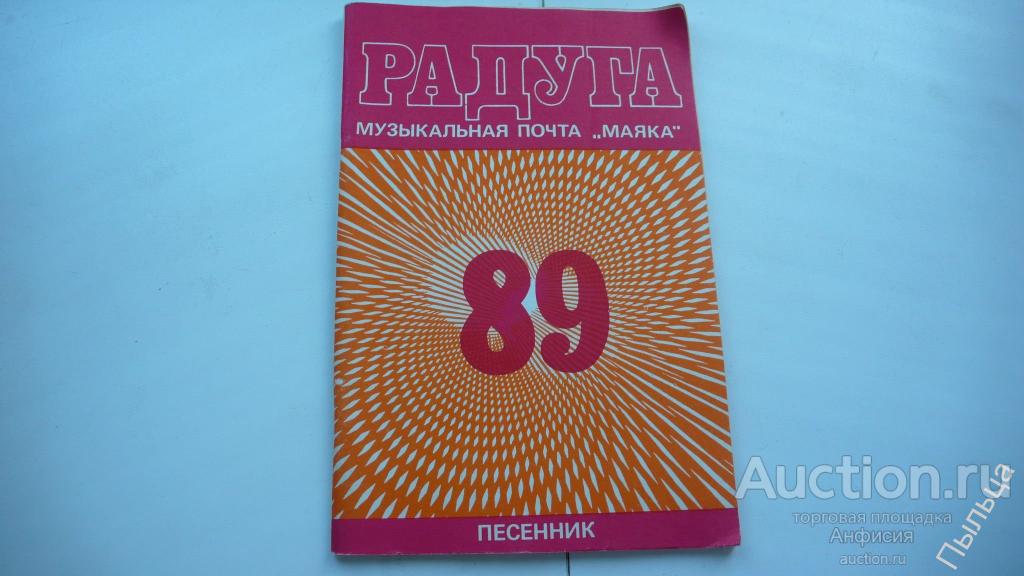 РАДУГА
МУЗЫКАЛЬНАЯ ПОЧТА „МАЯКА"
89
ПЕСЕННИК
Auction.ru
торговая площадка
Анфисия
auction.ru
Пыльца